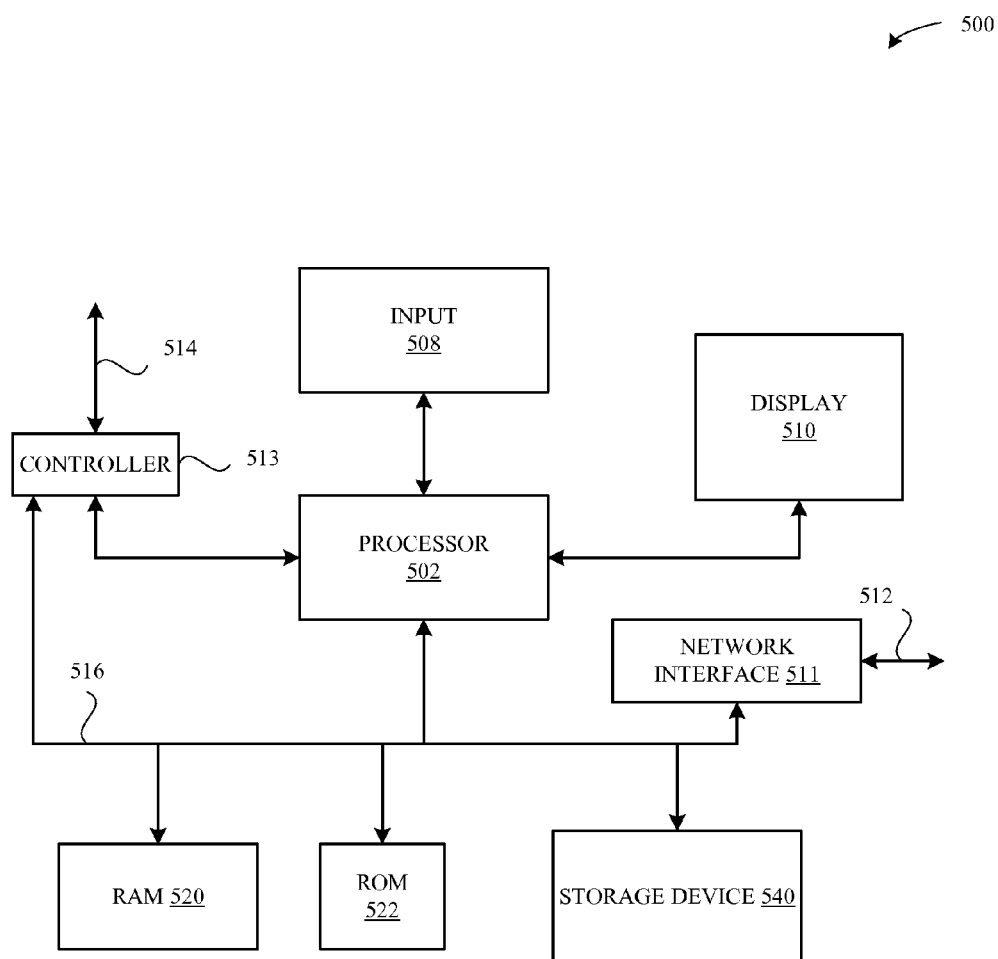 500
INPUT
508
514
DISPLAY
510
CONTROLLER
513
PROCESSOR
502
512
NETWORK
INTERFACE 511
516
RAM 520
ROM
522
STORAGE DEVICE 540